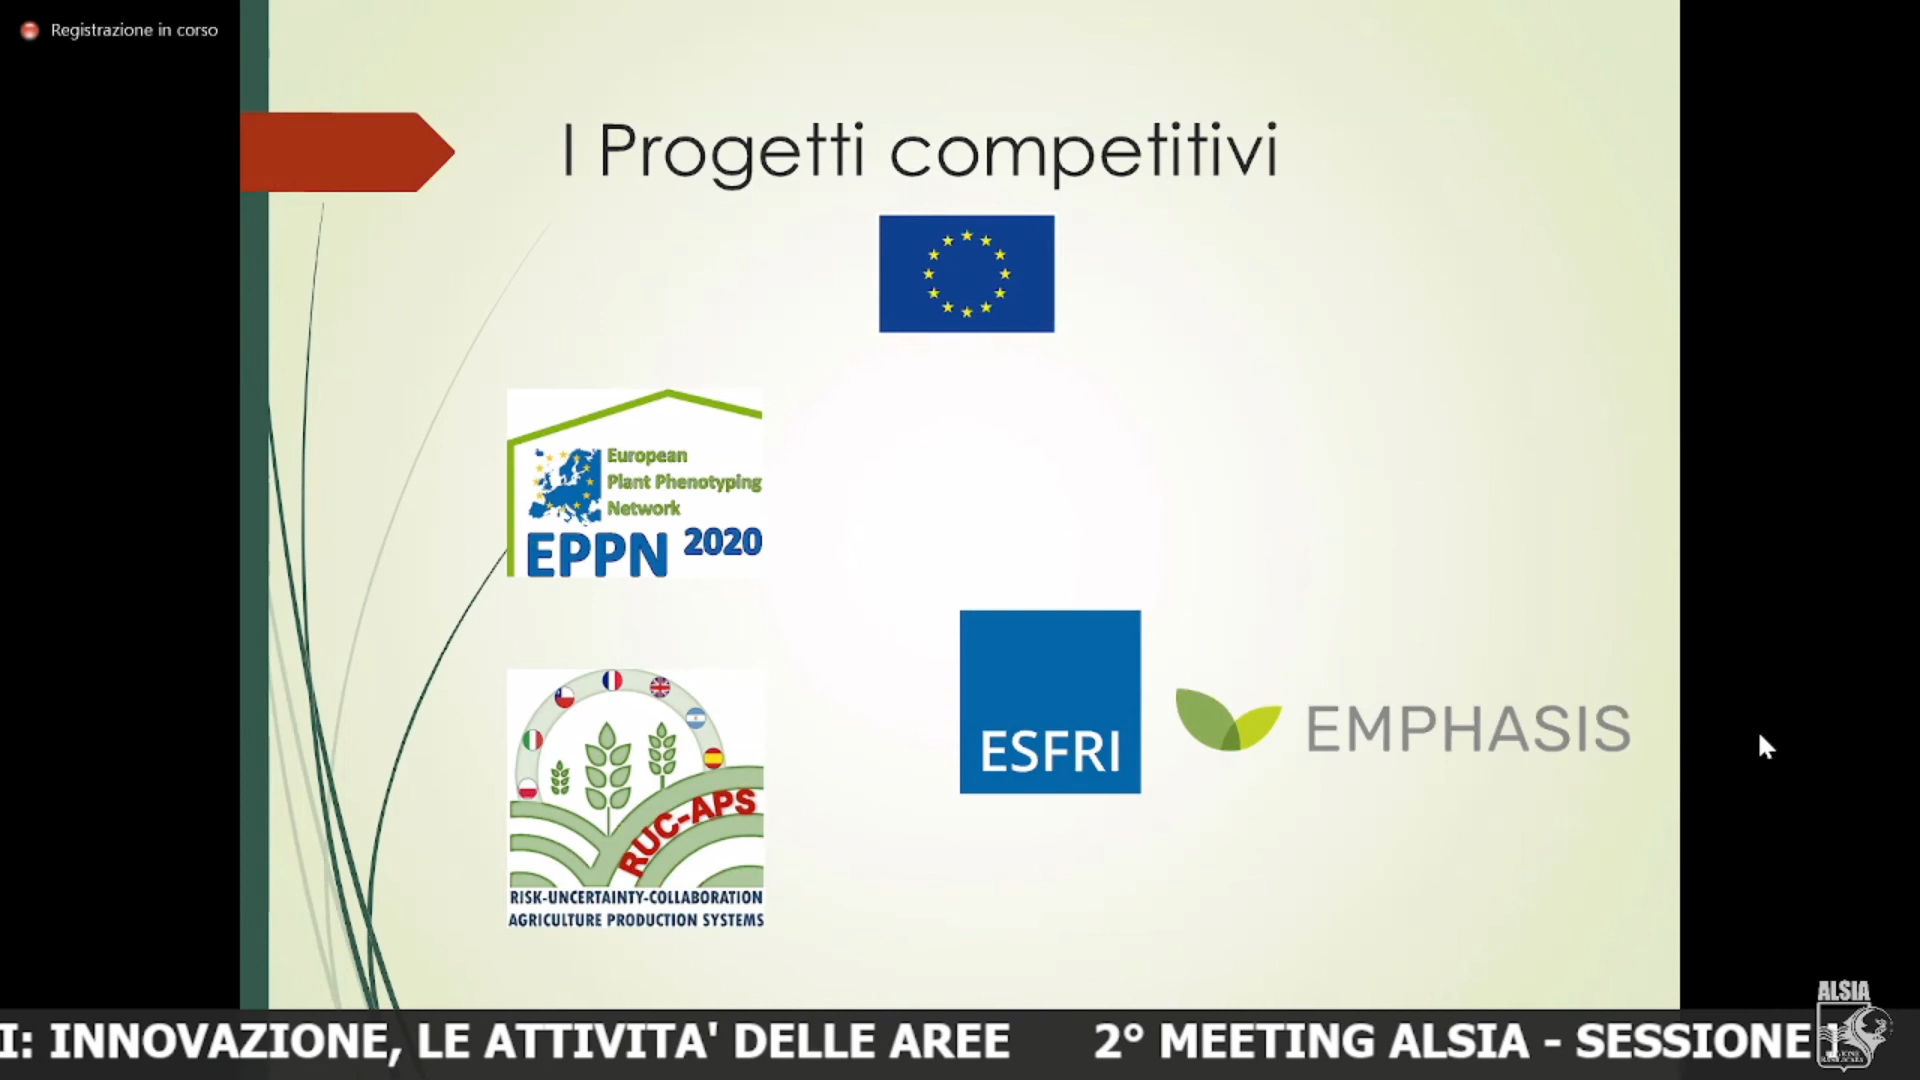 Registrazione in corso
I Progetti competitivi
European
Plant Phenotyping
Network
EPPN 2020
ESFRI
EMPHASIS
RUC-APS
RISK-UNCERTAINTY-COLLABORATION
AGRICULTURE PRODUCTION SYSTEMS
ALSIA
I: INNOVAZIONE, LE ATTIVITA' DELLE AREE 2° MEETING ALSIA - SESSIONE